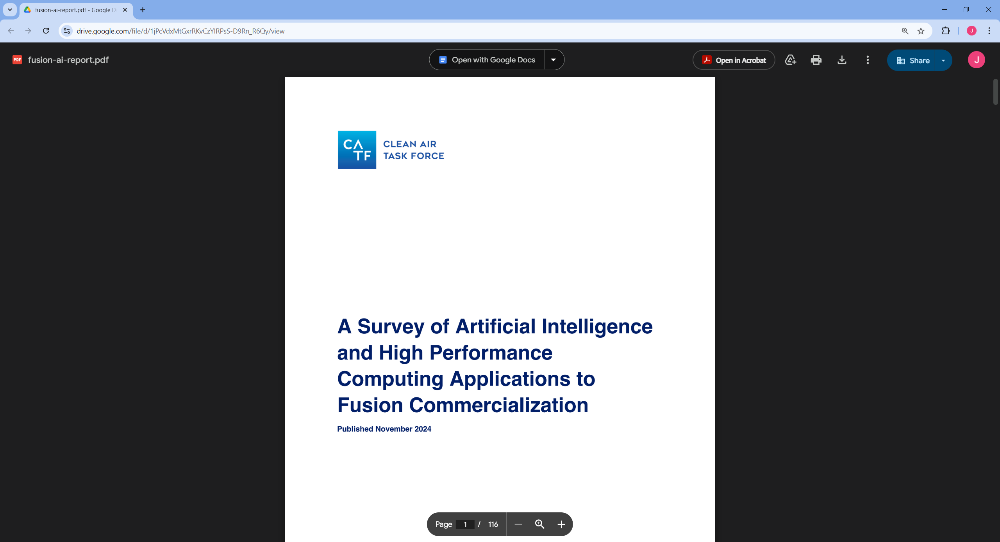 fusion-ai-report.pdf - Google D
drive.google.com/file/d/1jPcVdxMtGxrRKvCzYIRPsS-D9Rn_R6Qy/view
J
PDF
fusion-ai-report.pdf
Open with Google Docs
Open in Acrobat
Share
J
CATF
CLEAN AIR
TASK FORCE
A Survey of Artificial Intelligence
and High Performance
Computing Applications to
Fusion Commercialization
Published November 2024
Page 1 / 116